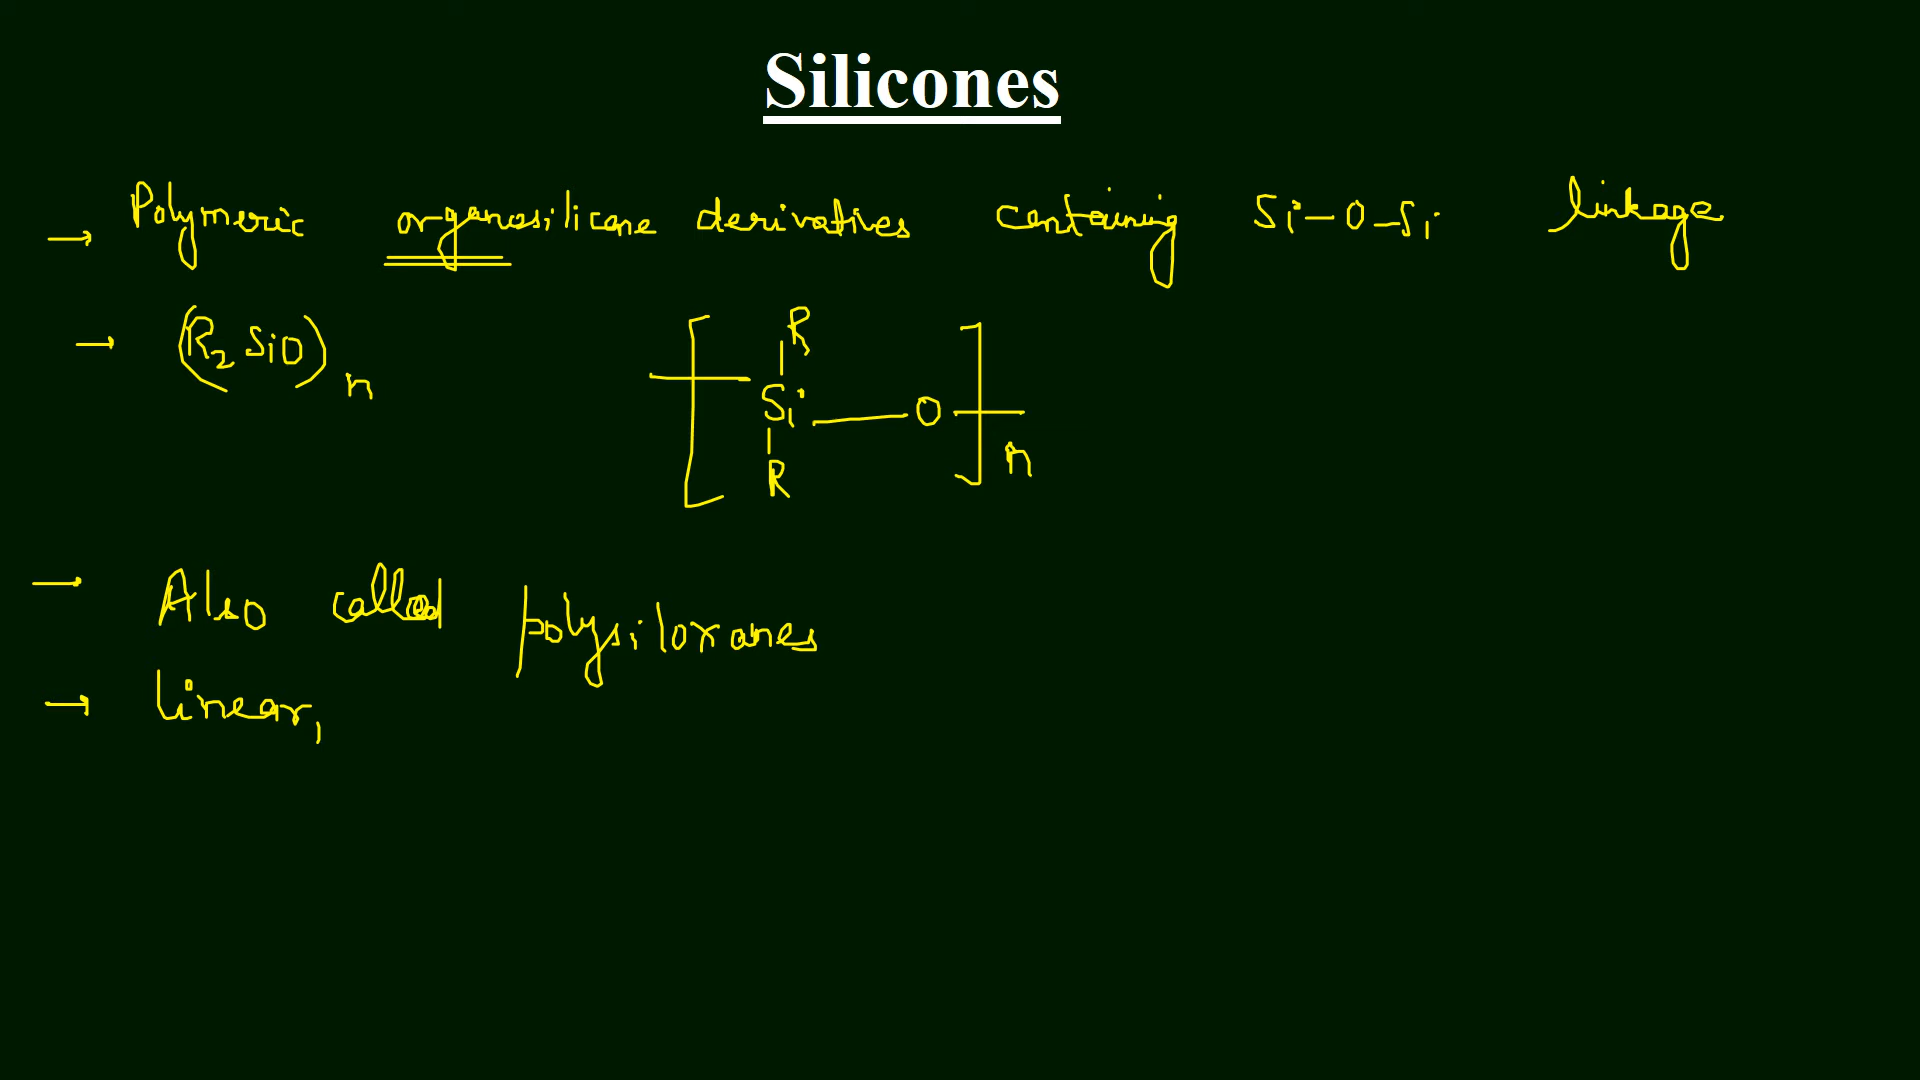 Silicones
→ Polymeric organosilicone derivatives containing Si-O-Si linkage
→ (R₂SiO)n
[-Si(R)(R)-O-]n
→ Also called polysiloxanes
→ linear,